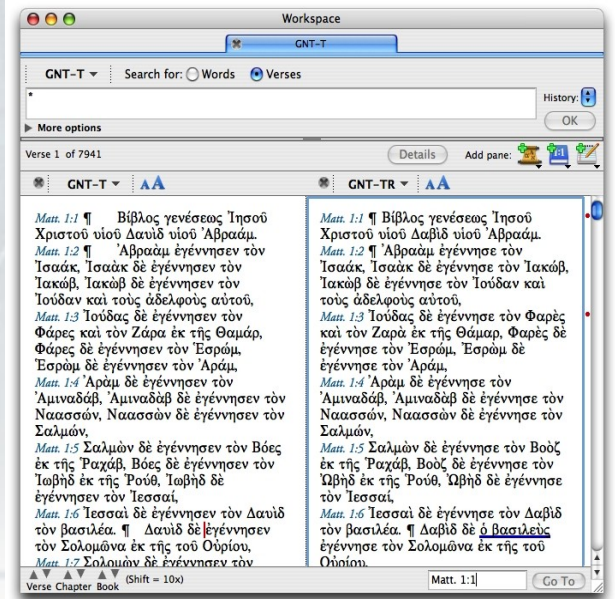 Workspace
GNT-T
GNT-T Search for: Words Verses
*
History:
OK
More options
Verse 1 of 7941
Details
Add pane:
GNT-T AA
Matt. 1:1 ¶ Βίβλος γενέσεως Ἰησοῦ
Χριστοῦ υἱοῦ Δαυὶδ υἱοῦ Ἀβραάμ.
Matt. 1:2 ¶ Ἀβραὰμ ἐγέννησεν τὸν
Ἰσαάκ, Ἰσαὰκ δὲ ἐγέννησεν τὸν
Ἰακώβ, Ἰακὼβ δὲ ἐγέννησεν τὸν
Ἰούδαν καὶ τοὺς ἀδελφοὺς αὐτοῦ,
Matt. 1:3 Ἰούδας δὲ ἐγέννησεν τὸν
Φάρες καὶ τὸν Ζάρα ἐκ τῆς Θαμάρ,
Φάρες δὲ ἐγέννησεν τὸν Ἑσρώμ,
Ἑσρὼμ δὲ ἐγέννησεν τὸν Ἀράμ,
Matt. 1:4 Ἀρὰμ δὲ ἐγέννησεν τὸν
Ἀμιναδάβ, Ἀμιναδὰβ δὲ ἐγέννησεν τὸν
Ναασσών, Ναασσὼν δὲ ἐγέννησεν τὸν
Σαλμών,
Matt. 1:5 Σαλμὼν δὲ ἐγέννησεν τὸν Βόες
ἐκ τῆς Ῥαχάβ, Βόες δὲ ἐγέννησεν τὸν
Ἰωβὴδ ἐκ τῆς Ῥούθ, Ἰωβὴδ δὲ
ἐγέννησεν τὸν Ἰεσσαί,
Matt. 1:6 Ἰεσσαὶ δὲ ἐγέννησεν τὸν Δαυὶδ
τὸν βασιλέα. ¶ Δαυὶδ δὲ ἐγέννησεν
τὸν Σολομῶνα ἐκ τῆς τοῦ Οὐρίου,
Matt. 1:7 Σολομὼν δὲ ἐγέννησεν τὸν
GNT-TR AA
Matt. 1:1 ¶ Βίβλος γενέσεως Ἰησοῦ
Χριστοῦ υἱοῦ Δαβὶδ υἱοῦ Ἀβραάμ.
Matt. 1:2 ¶ Ἀβραὰμ ἐγέννησε τὸν
Ἰσαάκ, Ἰσαὰκ δὲ ἐγέννησε τὸν Ἰακώβ,
Ἰακὼβ δὲ ἐγέννησε τὸν Ἰούδαν καὶ
τοὺς ἀδελφοὺς αὐτοῦ,
Matt. 1:3 Ἰούδας δὲ ἐγέννησε τὸν Φαρὲς
καὶ τὸν Ζαρὰ ἐκ τῆς Θάμαρ, Φαρὲς δὲ
ἐγέννησε τὸν Ἐσρώμ, Ἐσρὼμ δὲ
ἐγέννησε τὸν Ἀράμ,
Matt. 1:4 Ἀρὰμ δὲ ἐγέννησε τὸν
Ἀμιναδάβ, Ἀμιναδὰβ δὲ ἐγέννησε τὸν
Ναασσών, Ναασσὼν δὲ ἐγέννησε τὸν
Σαλμών,
Matt. 1:5 Σαλμὼν δὲ ἐγέννησε τὸν Βοὸζ
ἐκ τῆς Ῥαχάβ, Βοὸζ δὲ ἐγέννησε τὸν
Ὠβὴδ ἐκ τῆς Ῥούθ, Ὠβὴδ δὲ ἐγέννησε
τὸν Ἰεσσαί,
Matt. 1:6 Ἰεσσαὶ δὲ ἐγέννησε τὸν Δαβὶδ
τὸν βασιλέα. ¶ Δαβὶδ δὲ ὁ βασιλεὺς
ἐγέννησε τὸν Σολομῶνα ἐκ τῆς τοῦ
Οὐρίου,
Verse Chapter Book (Shift = 10x)
Matt. 1:1
Go To